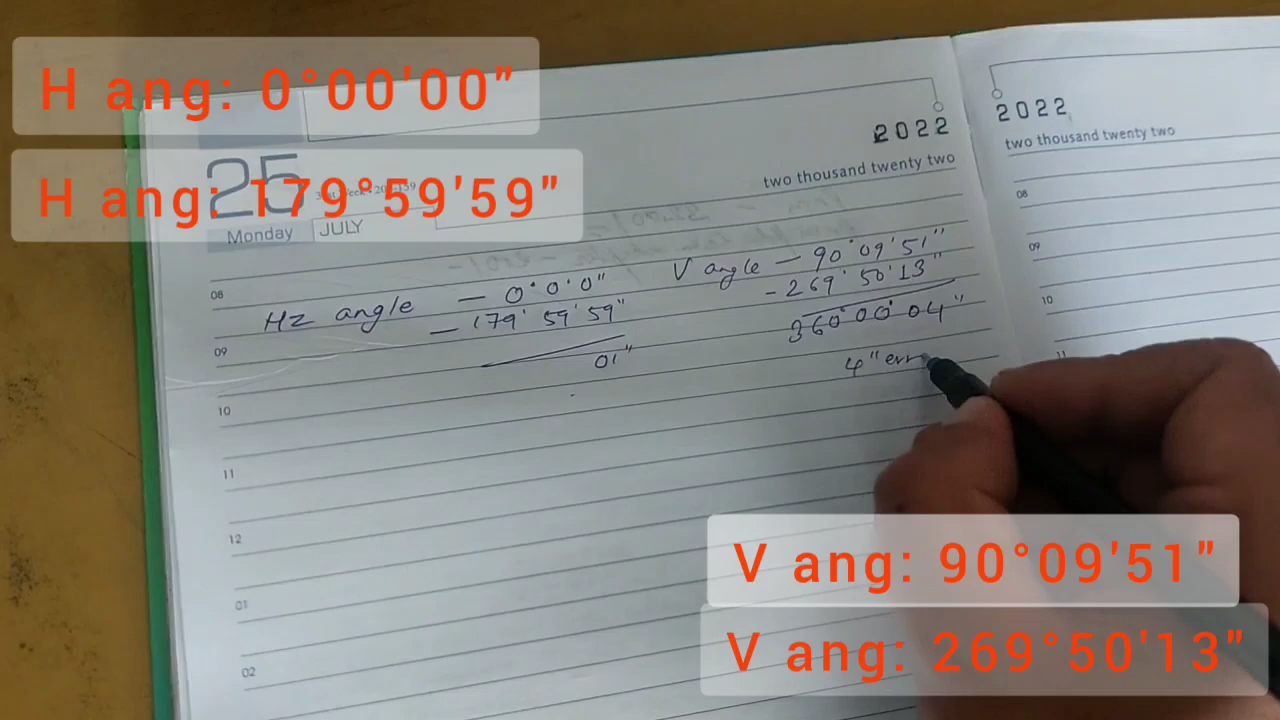 H ang: 0°00'00"
H ang: 179°59'59"
25
Monday
JULY
2022
two thousand twenty two
2022
two thousand twenty two
08
09
10
11
12
01
02
Hz angle — 0° 0' 0"
— 179° 59' 59"
01"
V angle — 90° 09' 51"
- 269° 50' 13"
360° 00' 04"
4" err
08
09
10
V ang: 90°09'51"
V ang: 269°50'13"